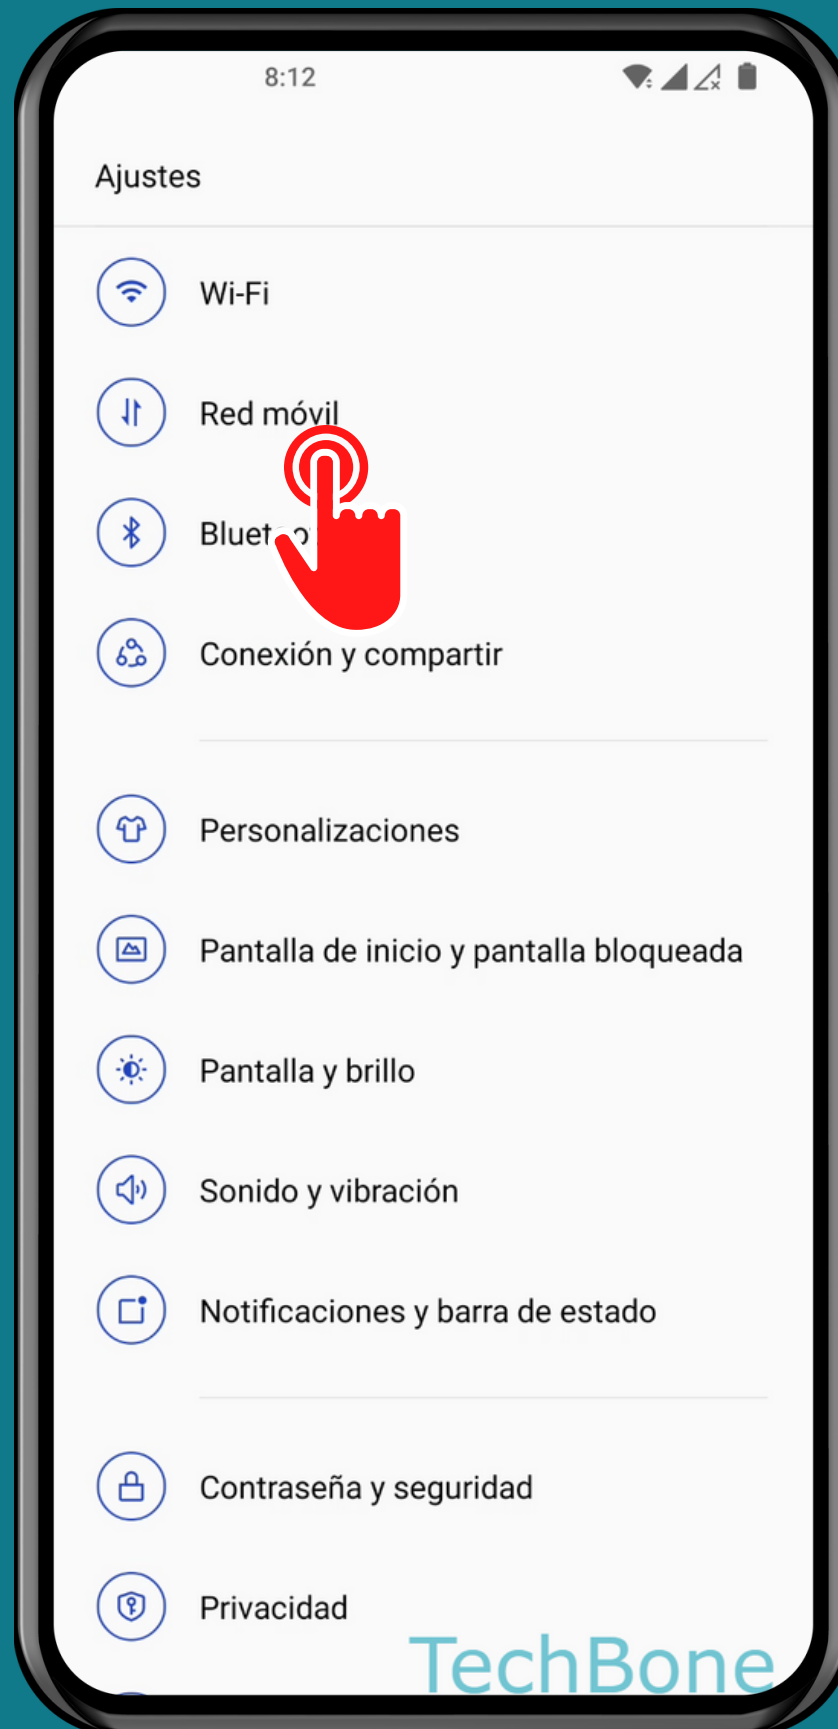 8:12
Ajustes
Wi-Fi
Red móvil
Conexión y compartir
Personalizaciones
Pantalla de inicio y pantalla bloqueada
Pantalla y brillo
Sonido y vibración
Notificaciones y barra de estado
Contraseña y seguridad
Privacidad
TechBone